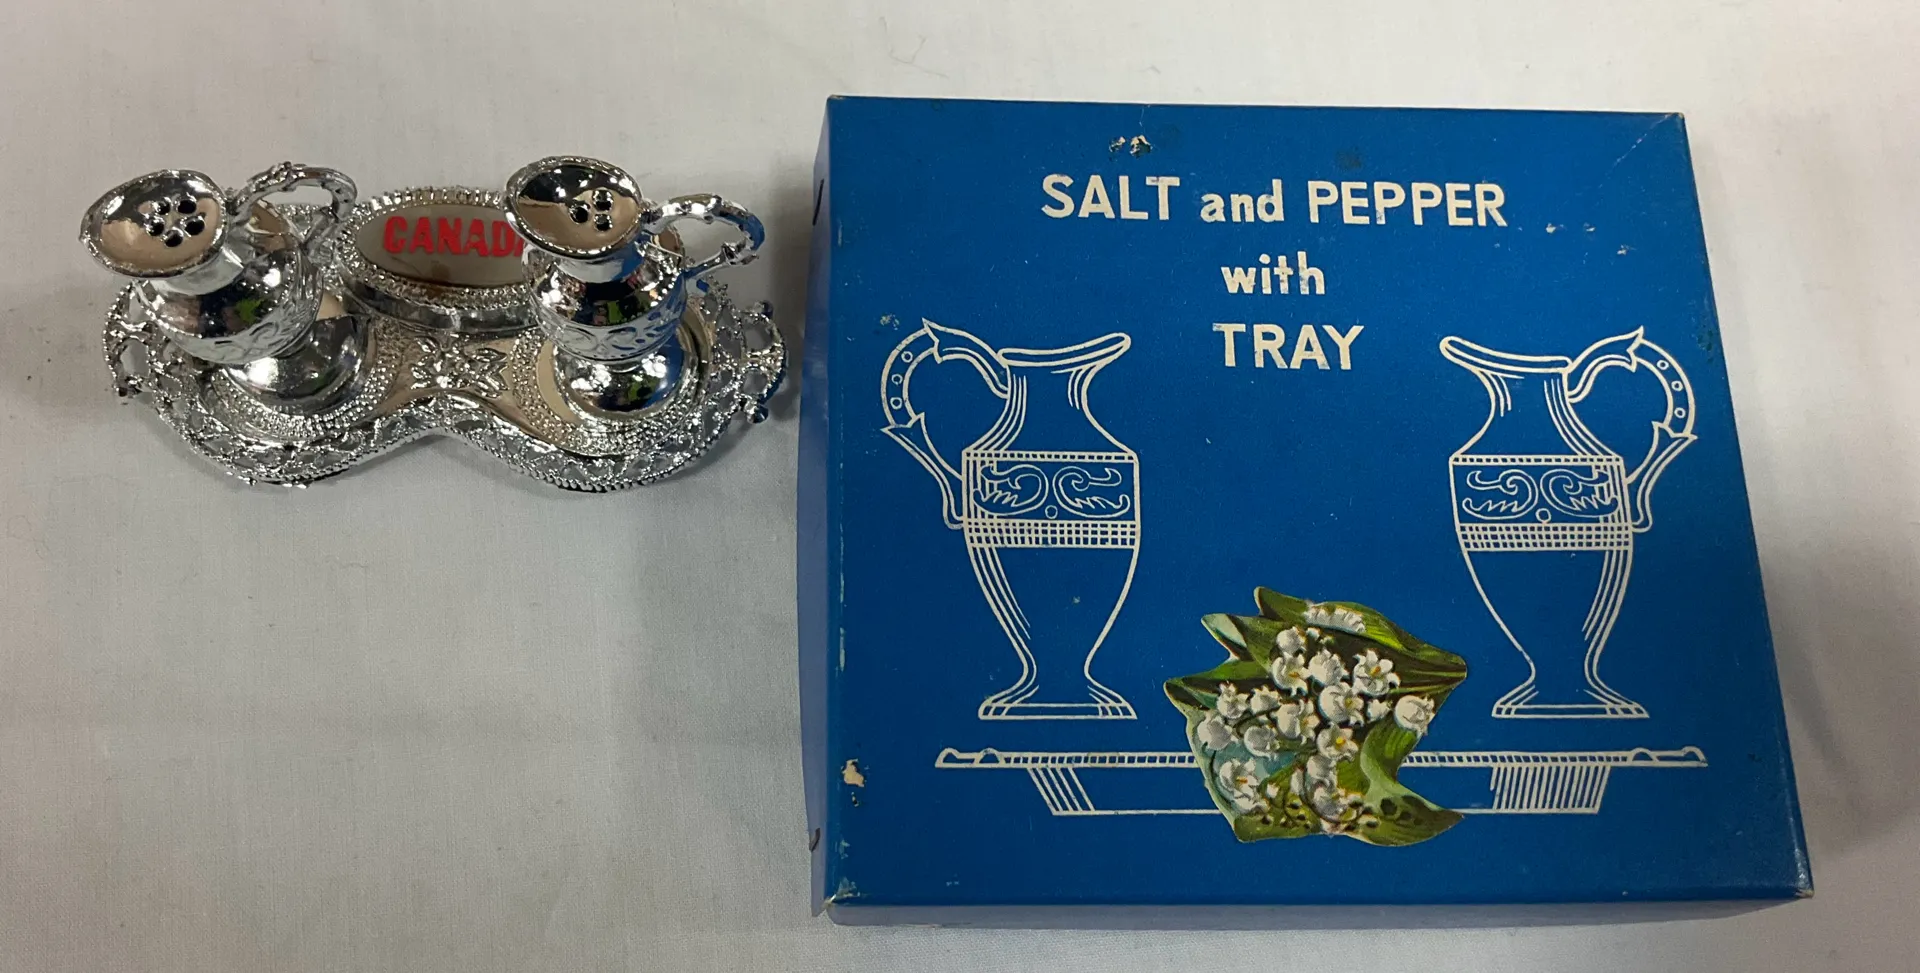 CANAD
SALT and PEPPER
with
TRAY